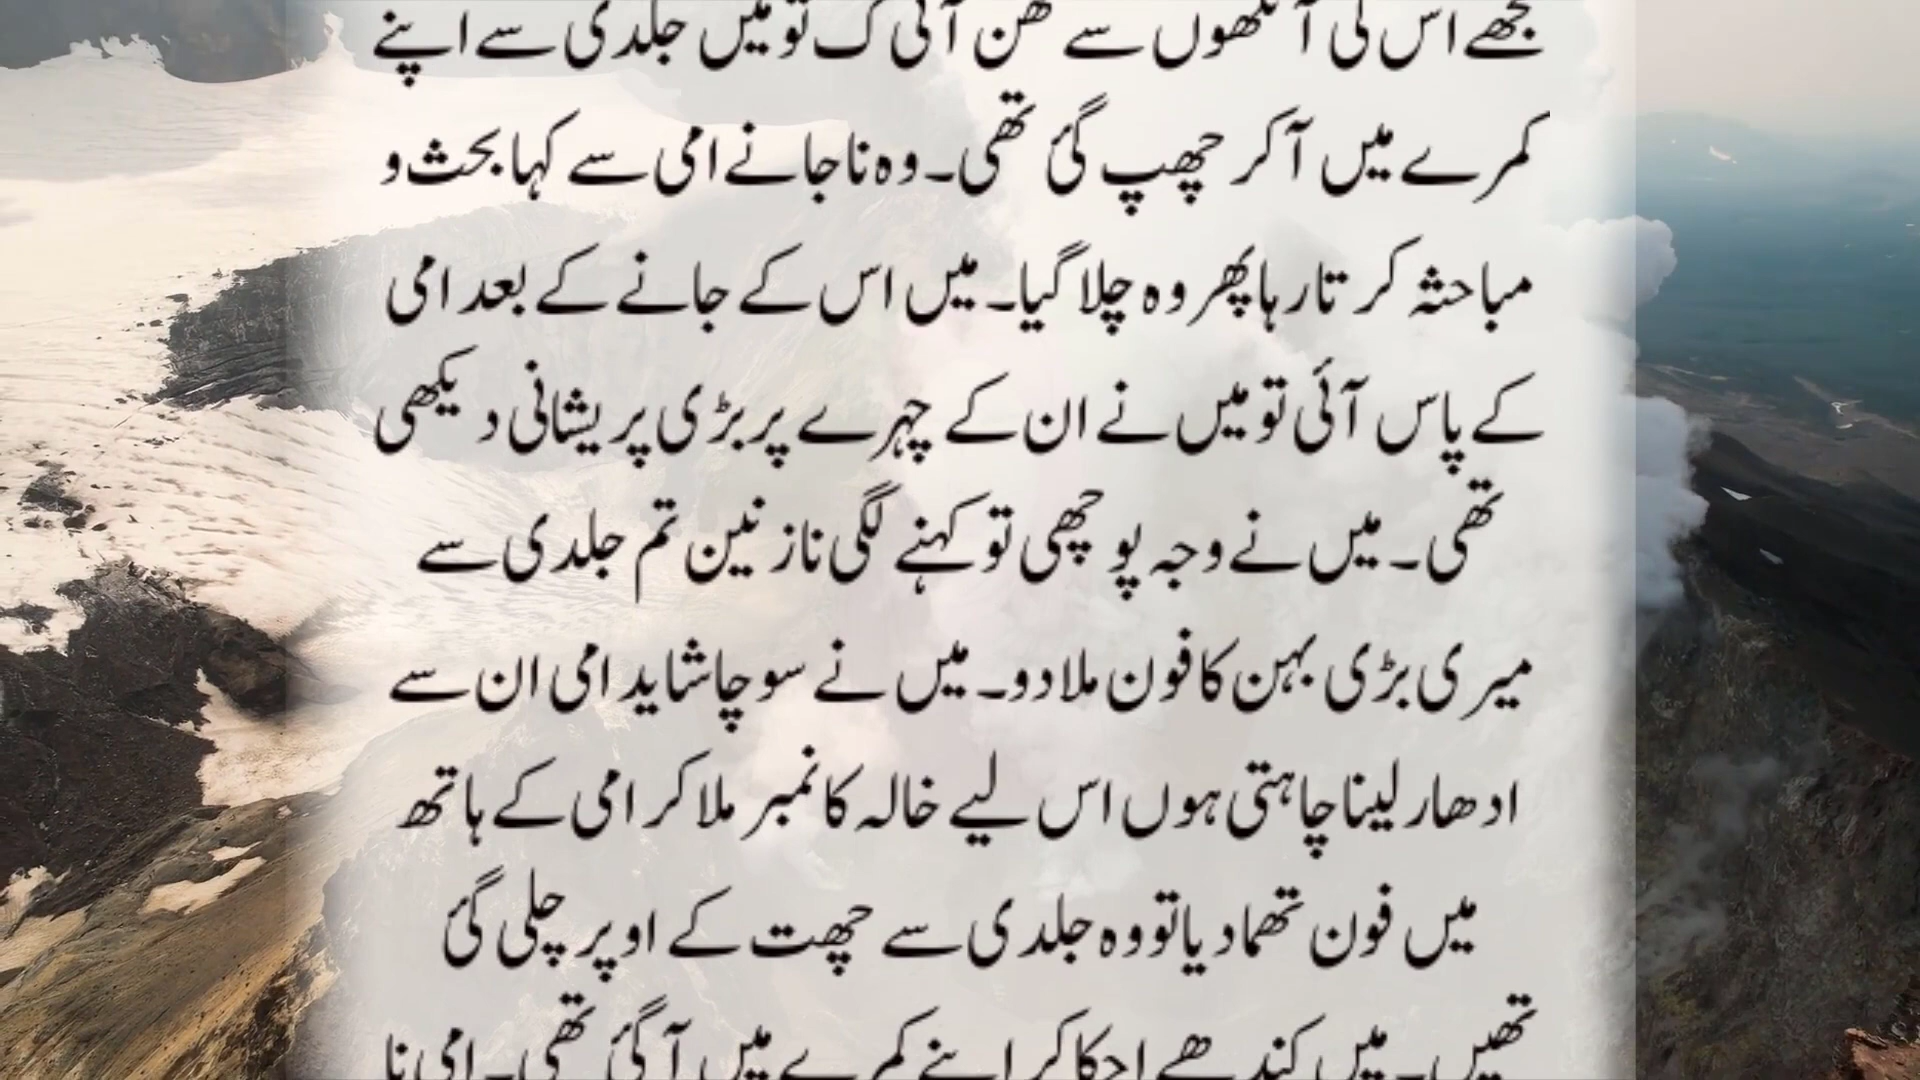 مجھے اس کی آنکھوں سے گھن آئی ک تو میں جلدی سے اپنے
کمرے میں آکر چھپ گئ تھی۔ وہ نا جانے امی سے کہا بحث و
مباحثہ کرتا رہا پھر وہ چلا گیا۔ میں اس کے جانے کے بعد امی
کے پاس آئی تو میں نے ان کے چہرے پر بڑی پریشانی دیکھی
تھی۔ میں نے وجہ پوچھی تو کہنے لگی نازنین تم جلدی سے
میری بڑی بہن کا فون ملا دو۔ میں نے سوچا شاید امی ان سے
ادھار لینا چاہتی ہوں اس لیے خالہ کا نمبر ملا کر امی کے ہاتھ
میں فون تھما دیا تو وہ جلدی سے چھت کے اوپر چلی گئ
تھیں۔ میں کندھے اچکا کر اپنے کمرے میں آ گئ تھی۔ امی نا